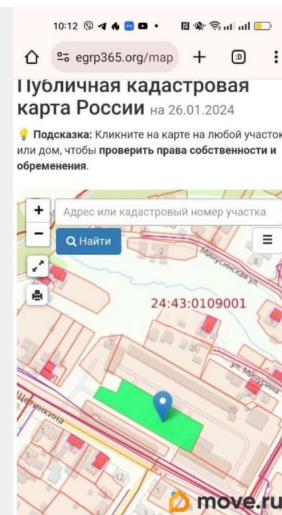 10:12
egrp365.org/map
:D
Публичная кадастровая
карта России на 26.01.2024
Подсказка: Кликните на карте на любой участок
или дом, чтобы проверить права собственности и
обременения.
+
Адрес или кадастровый номер участка
−
Найти
Минусинская ул.
24:43:0109001
ул. Мичурина
Щетинкина
move.ru